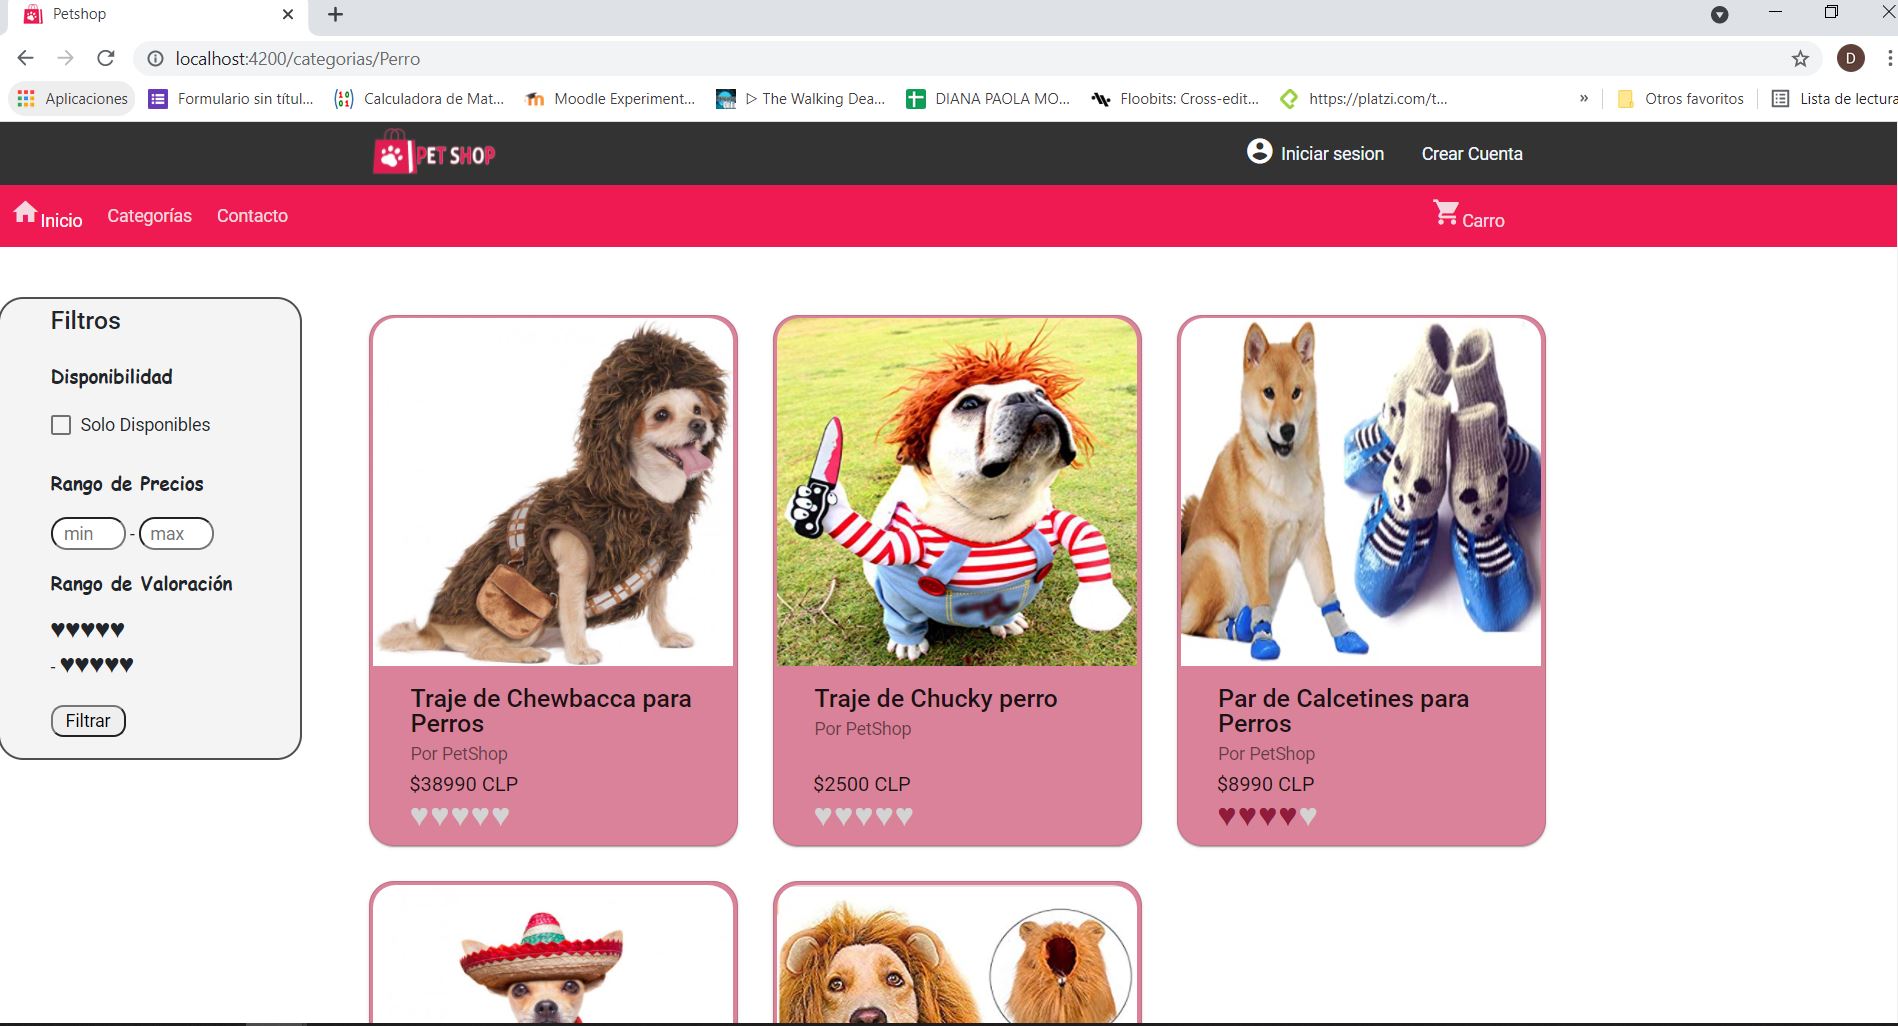 Petshop
localhost:4200/categorias/Perro
D
Aplicaciones
Formulario sin títul...
Calculadora de Mat...
Moodle Experiment...
▷ The Walking Dea...
DIANA PAOLA MO...
Floobits: Cross-edit...
https://platzi.com/t...
»
Otros favoritos
Lista de lectura
PET SHOP
Iniciar sesion
Crear Cuenta
Inicio
Categorías
Contacto
Carro
Filtros
Disponibilidad
Solo Disponibles
Rango de Precios
min - max
Rango de Valoración
♥♥♥♥♥
- ♥♥♥♥♥
Filtrar
Traje de Chewbacca para
Perros
Por PetShop
$38990 CLP
♥♥♥♥♥
Traje de Chucky perro
Por PetShop
$2500 CLP
♥♥♥♥♥
Par de Calcetines para
Perros
Por PetShop
$8990 CLP
♥♥♥♥♥